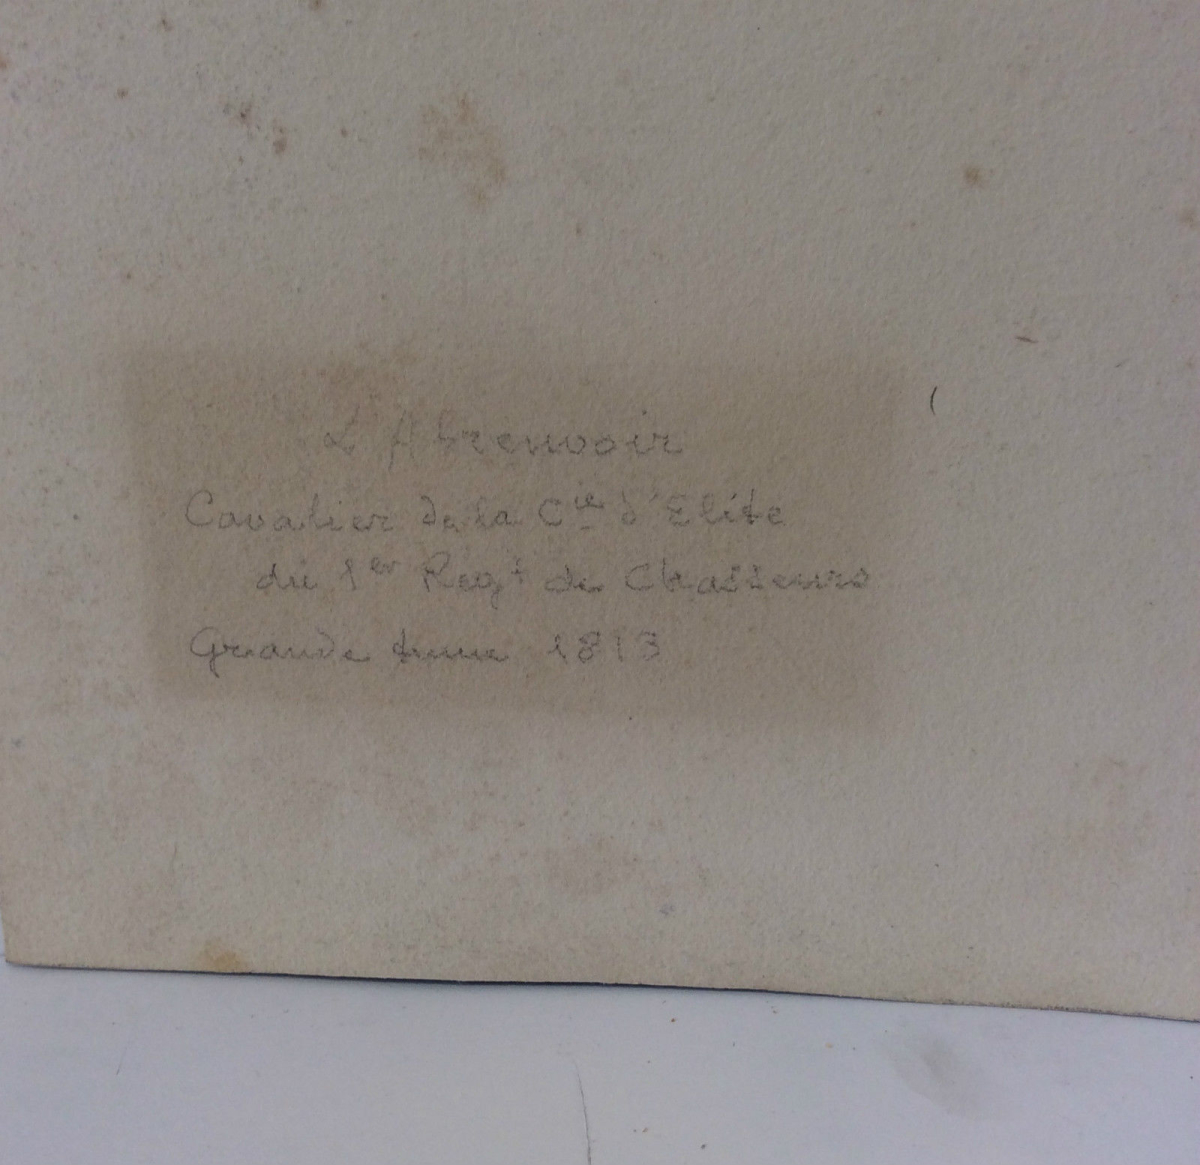 L'Abreuvoir
Cavalier de la Cie d'Elite
du 1er Regt de Chasseurs
Grande tenue 1813